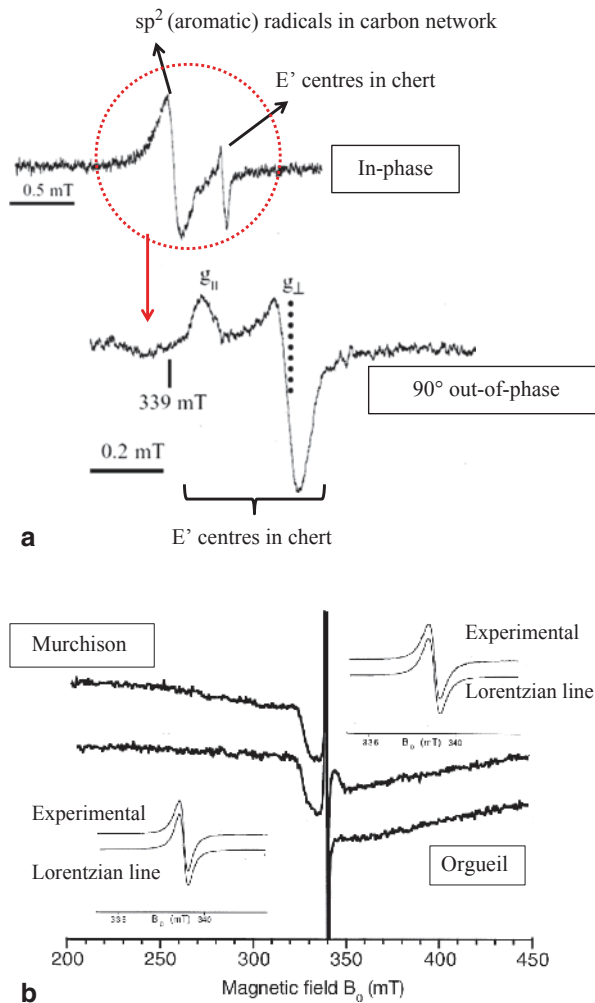 sp² (aromatic) radicals in carbon network
E’ centres in chert
In-phase
0.5 mT
g||
g⊥
339 mT
90° out-of-phase
0.2 mT
E’ centres in chert
a
Murchison
Experimental
Lorentzian line
336 B₀ (mT) 340
Experimental
Lorentzian line
336 B₀ (mT) 340
Orgueil
200 250 300 350 400 450
Magnetic field B₀ (mT)
b